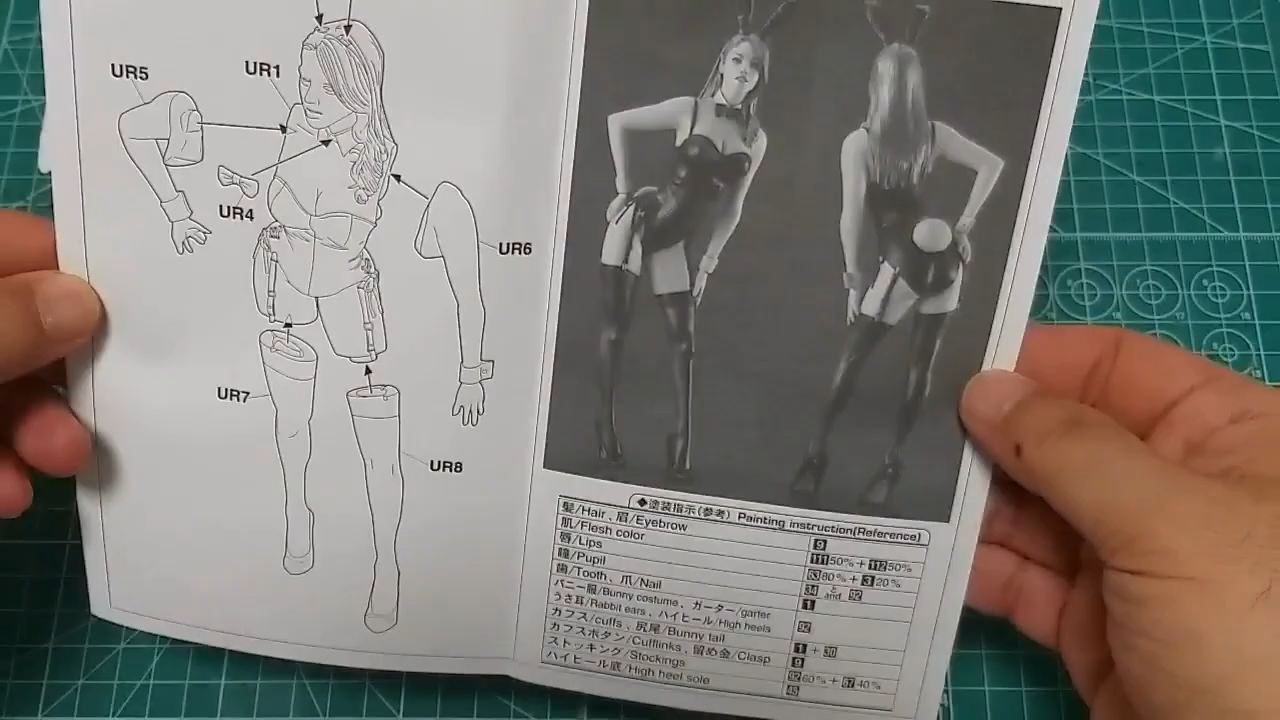 UR5
UR1
UR4
UR6
UR7
UR8
◆塗装指示(参考) Painting instruction(Reference)
髪/Hair、眉/Eyebrow 9
肌/Flesh color 111 50% + 112 50%
唇/Lips 63 80% + 3 20%
瞳/Pupil 34 と and 92
歯/Tooth、爪/Nail 1
バニー服/Bunny costume、ガーター/garter
うさ耳/Rabbit ears、ハイヒール/High heels 92
カフス/cuffs、尻尾/Bunny tail 1 + 30
カフスボタン/Cufflinks、留め金/Clasp 9
ストッキング/Stockings 92 60% + 67 40%
ハイヒール底/High heel sole 45